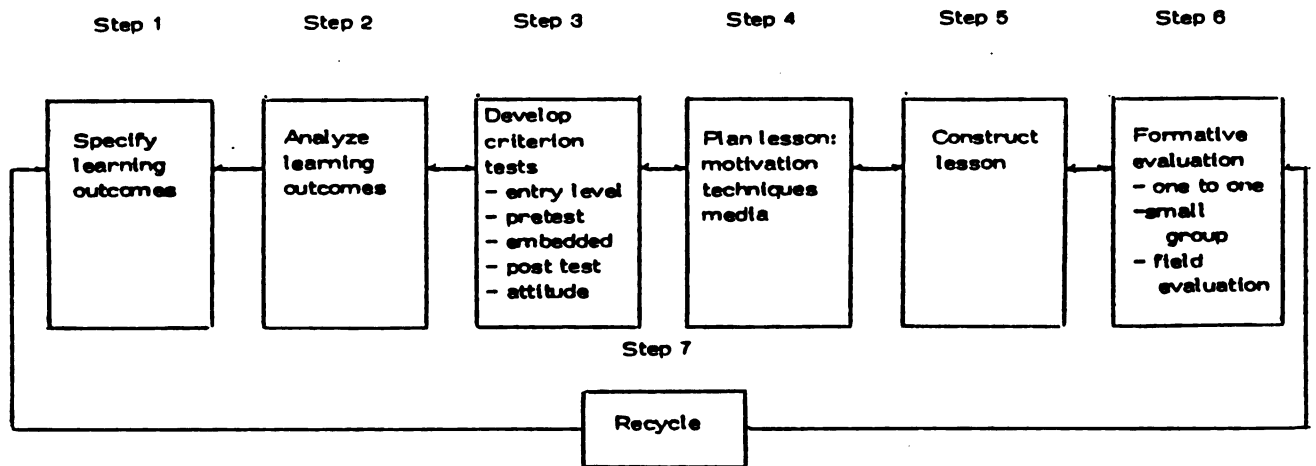 Step 1
Step 2
Step 3
Step 4
Step 5
Step 6
Specify
learning
outcomes
Analyze
learning
outcomes
Develop
criterion
tests
- entry level
- pretest
- embedded
- post test
- attitude
Plan lesson:
motivation
techniques
media
Construct
lesson
Formative
evaluation
- one to one
-small
group
- field
evaluation
Step 7
Recycle